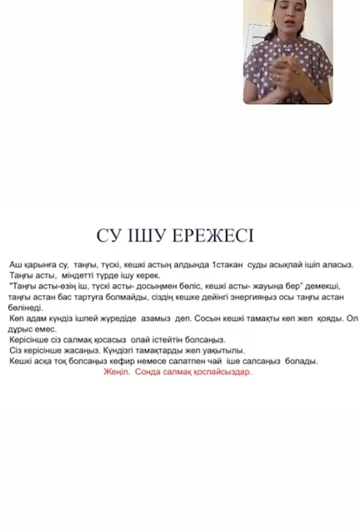 СУ ІШУ ЕРЕЖЕСІ
Аш қарынға су, таңғы, түскі, кешкі астың алдында 1стакан суды асықпай ішіп аласыз.
Таңғы асты, міндетті түрде ішу керек.
"Таңғы асты-өзің іш, түскі асты- досыңмен бөліс, кешкі асты- жауыңа бер" демекші,
таңғы астан бас тартуға болмайды, сіздің кешке дейінгі энергияңыз осы таңғы астан
бөлінеді.
Көп адам күндіз ішпей жүредіде азамыз деп. Сосын кешкі тамақты көп жеп қояды. Ол
дұрыс емес.
Керісінше сіз салмақ қосасыз олай істейтін болсаңыз.
Сіз керісінше жасаңыз. Күндізгі тамақтарды жеп уақытылы.
Кешкі асқа тоқ болсаңыз кефир немесе салатпен чай іше салсаңыз болады.
Жеңіл. Сонда салмақ қоспайсыздар.